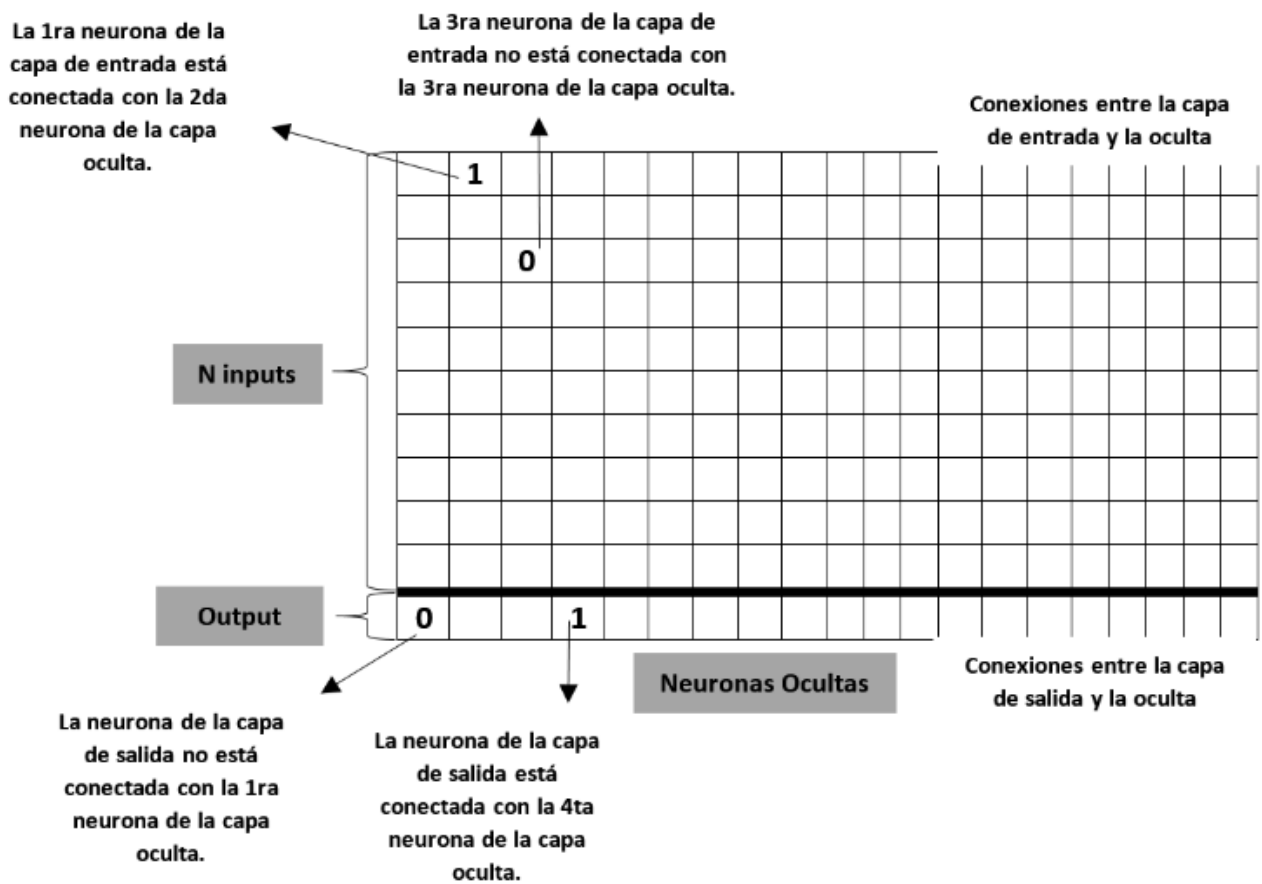 La 1ra neurona de la
capa de entrada está
conectada con la 2da
neurona de la capa
oculta.
La 3ra neurona de la capa de
entrada no está conectada con
la 3ra neurona de la capa oculta.
Conexiones entre la capa
de entrada y la oculta
1
0
N inputs
Output
0
1
Neuronas Ocultas
Conexiones entre la capa
de salida y la oculta
La neurona de la capa
de salida no está
conectada con la 1ra
neurona de la capa
oculta.
La neurona de la capa
de salida está
conectada con la 4ta
neurona de la capa
oculta.